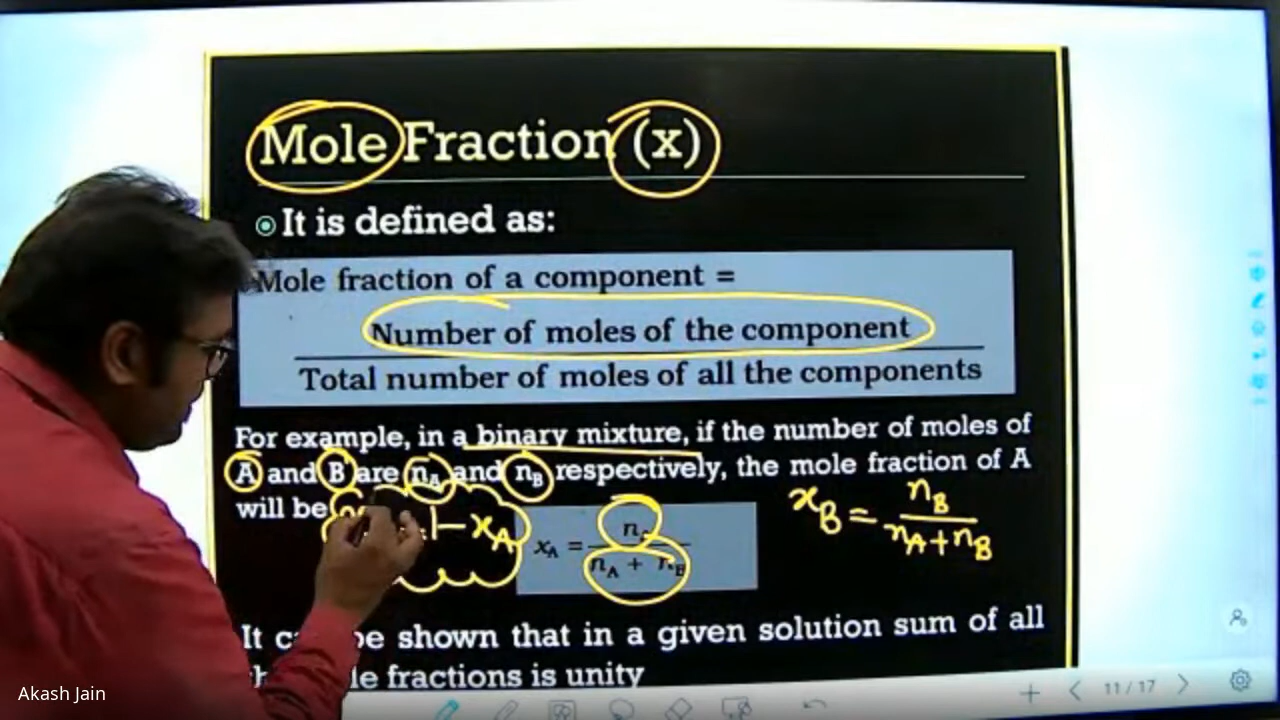 Mole Fraction (x)
It is defined as:
Mole fraction of a component =
Number of moles of the component
Total number of moles of all the components
For example, in a binary mixture, if the number of moles of
A and B are nA and nB respectively, the mole fraction of A
will be
1-xA
xA = n / nA + nB
xB = nB / nA+nB
It be shown that in a given solution sum of all
fractions is unity
11 / 17
Akash Jain